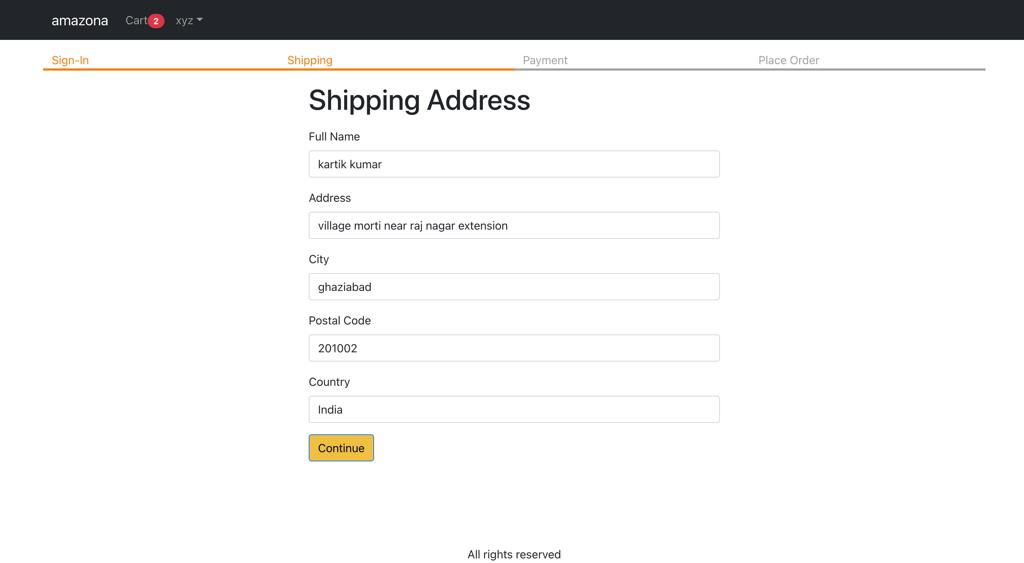 amazona Cart 2 xyz
Sign-In Shipping Payment Place Order
Shipping Address
Full Name
kartik kumar
Address
village morti near raj nagar extension
City
ghaziabad
Postal Code
201002
Country
India
Continue
All rights reserved